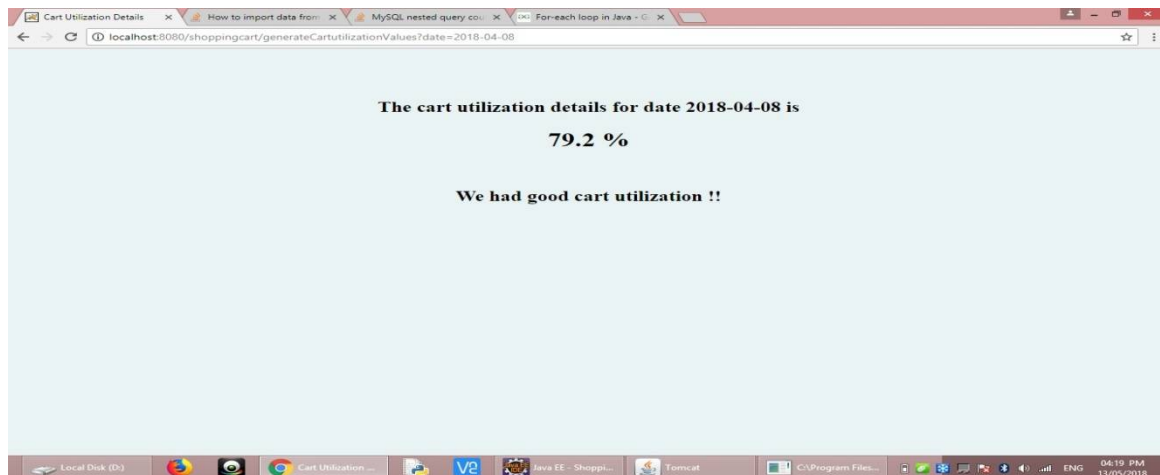 Cart Utilization Details
How to import data from
MySQL nested query cou
For-each loop in Java - G
localhost:8080/shoppingcart/generateCartutilizationValues?date=2018-04-08
The cart utilization details for date 2018-04-08 is
79.2 %
We had good cart utilization !!
Local Disk (D:)
Cart Utilization ...
Java EE - Shoppi...
Tomcat
C:\Program Files...
ENG
04:19 PM
13/05/2018